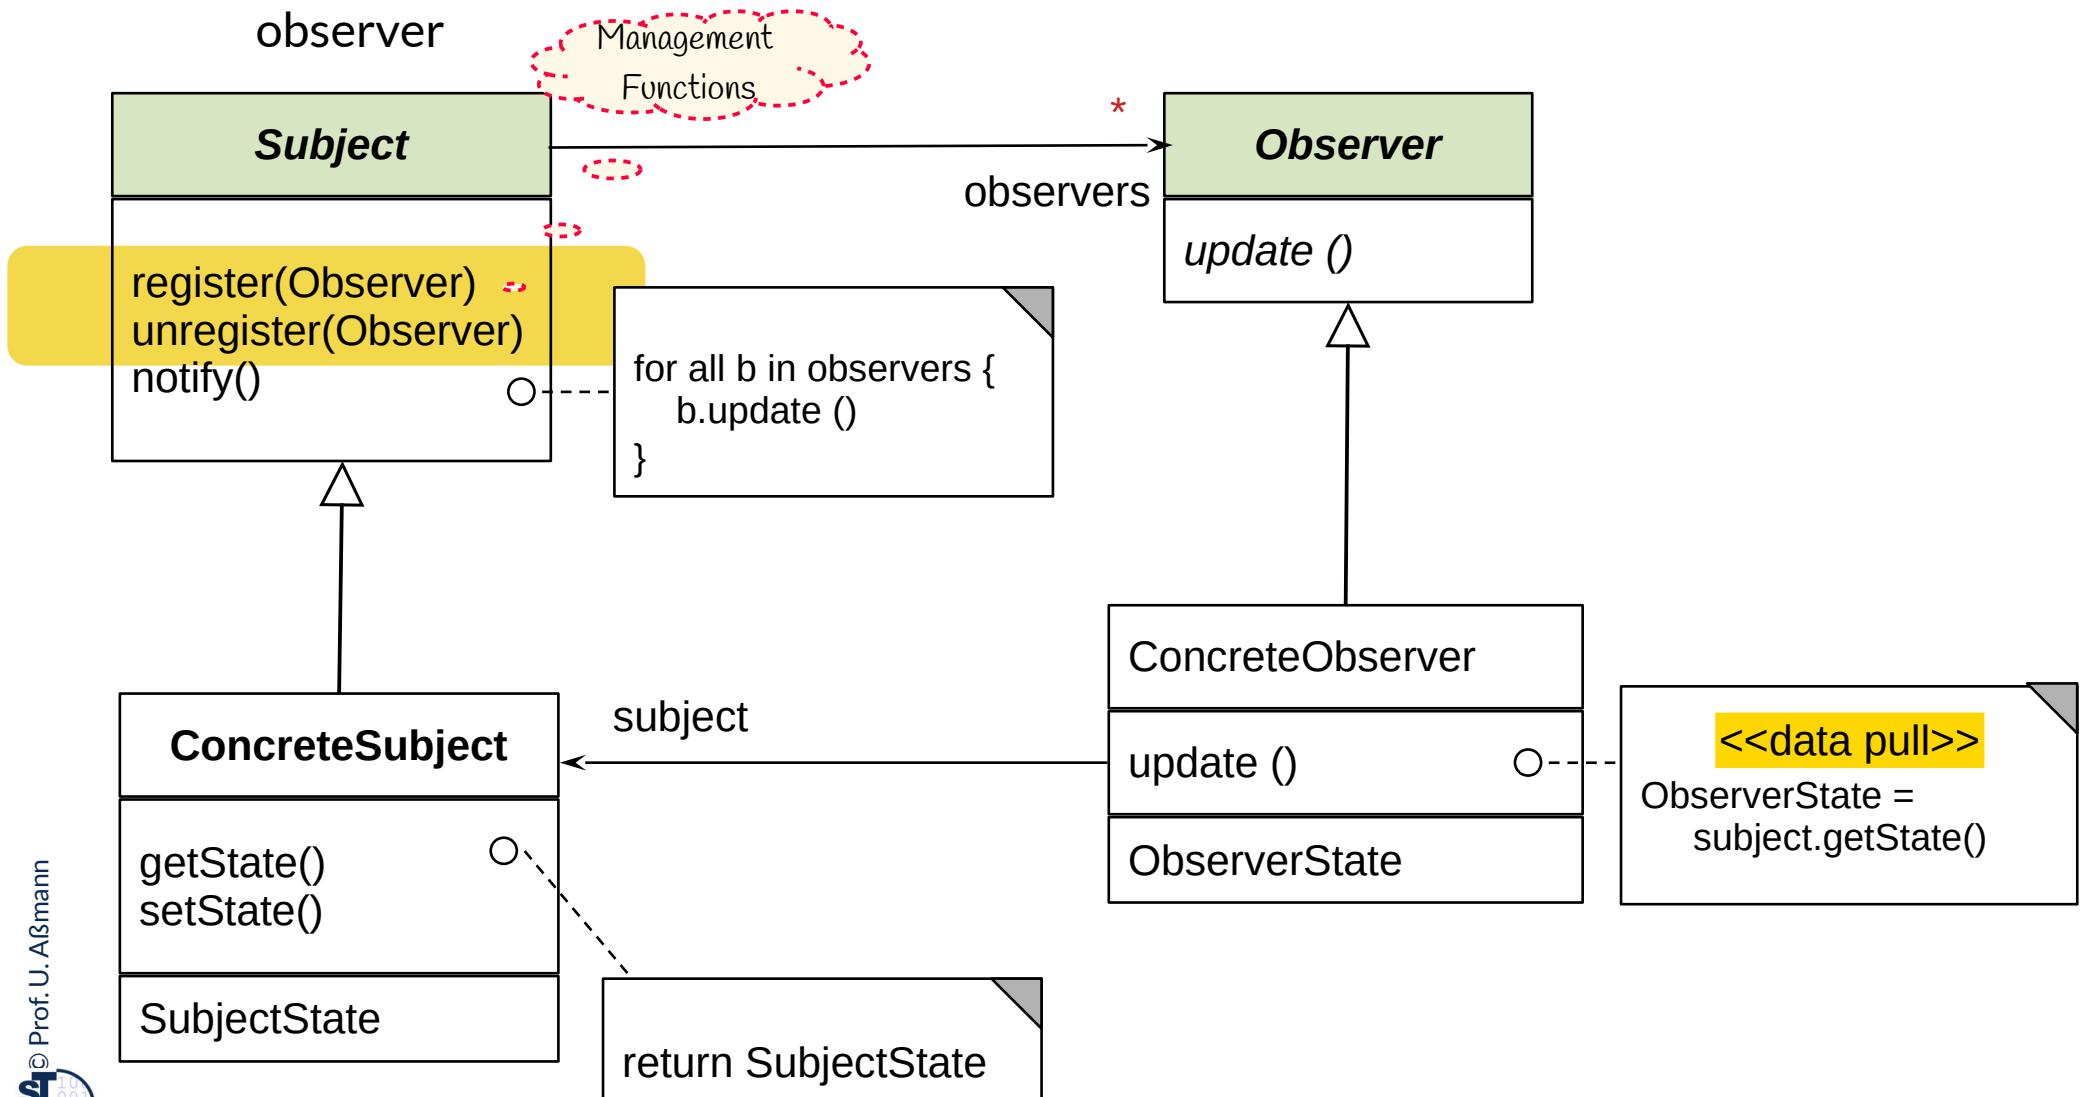 observer
Management
Functions
Subject
*
Observer
observers
update ()
register(Observer)
unregister(Observer)
notify()
for all b in observers {
b.update ()
}
ConcreteObserver
ConcreteSubject
subject
update ()
<<data pull>>
ObserverState =
subject.getState()
getState()
setState()
ObserverState
SubjectState
return SubjectState
© Prof. U. Aßmann
ST